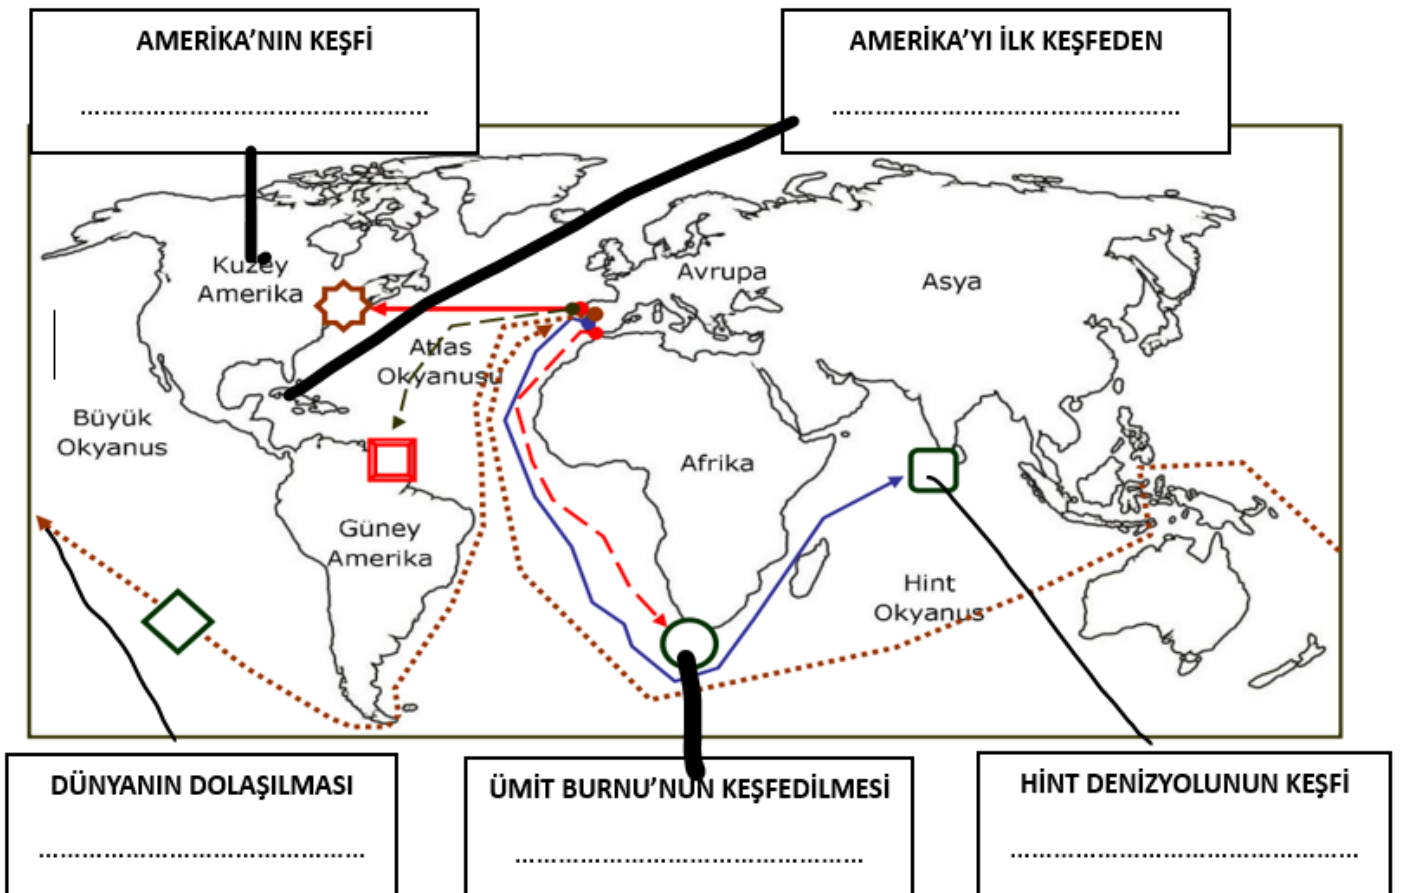 AMERİKA’NIN KEŞFİ
……………………………………………
AMERİKA’YI İLK KEŞFEDEN
……………………………………………
Kuzey
Amerika
Avrupa
Asya
Atlas
Okyanusu
Büyük
Okyanus
Afrika
Güney
Amerika
Hint
Okyanus
DÜNYANIN DOLAŞILMASI
…………………………………………
ÜMİT BURNU’NUN KEŞFEDİLMESİ
……………………………………………
HİNT DENİZYOLUNUN KEŞFİ
……………………………………………